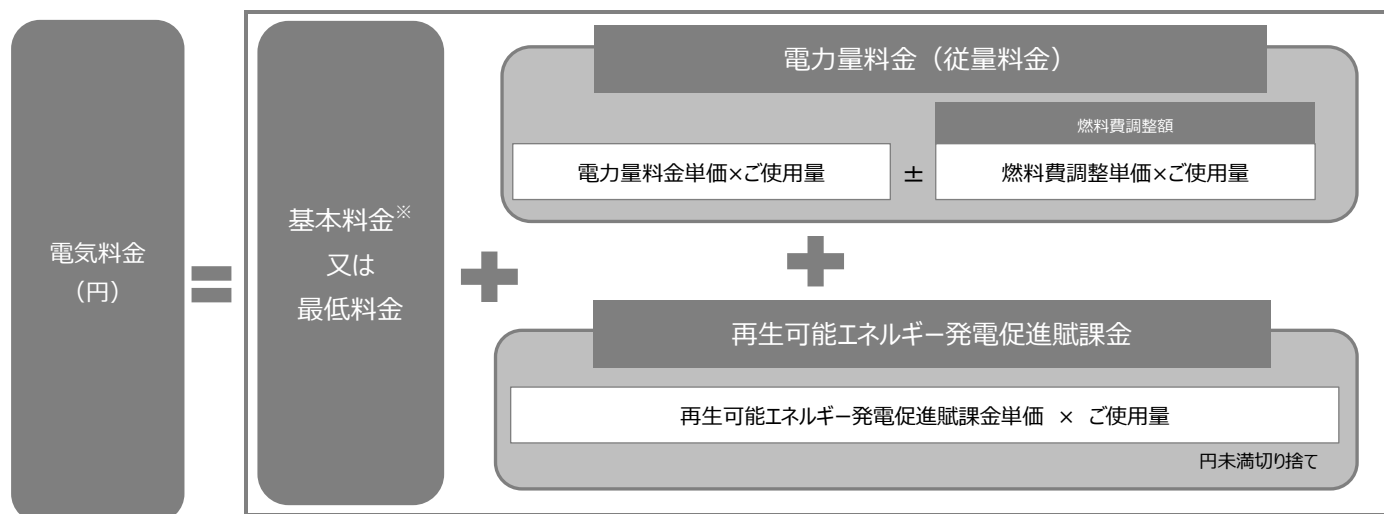 電気料金
（円）
=
基本料金※
又は
最低料金
+
電力量料金（従量料金）
燃料費調整額
電力量料金単価×ご使用量 ± 燃料費調整単価×ご使用量
+
再生可能エネルギー発電促進賦課金
再生可能エネルギー発電促進賦課金単価 × ご使用量
円未満切り捨て